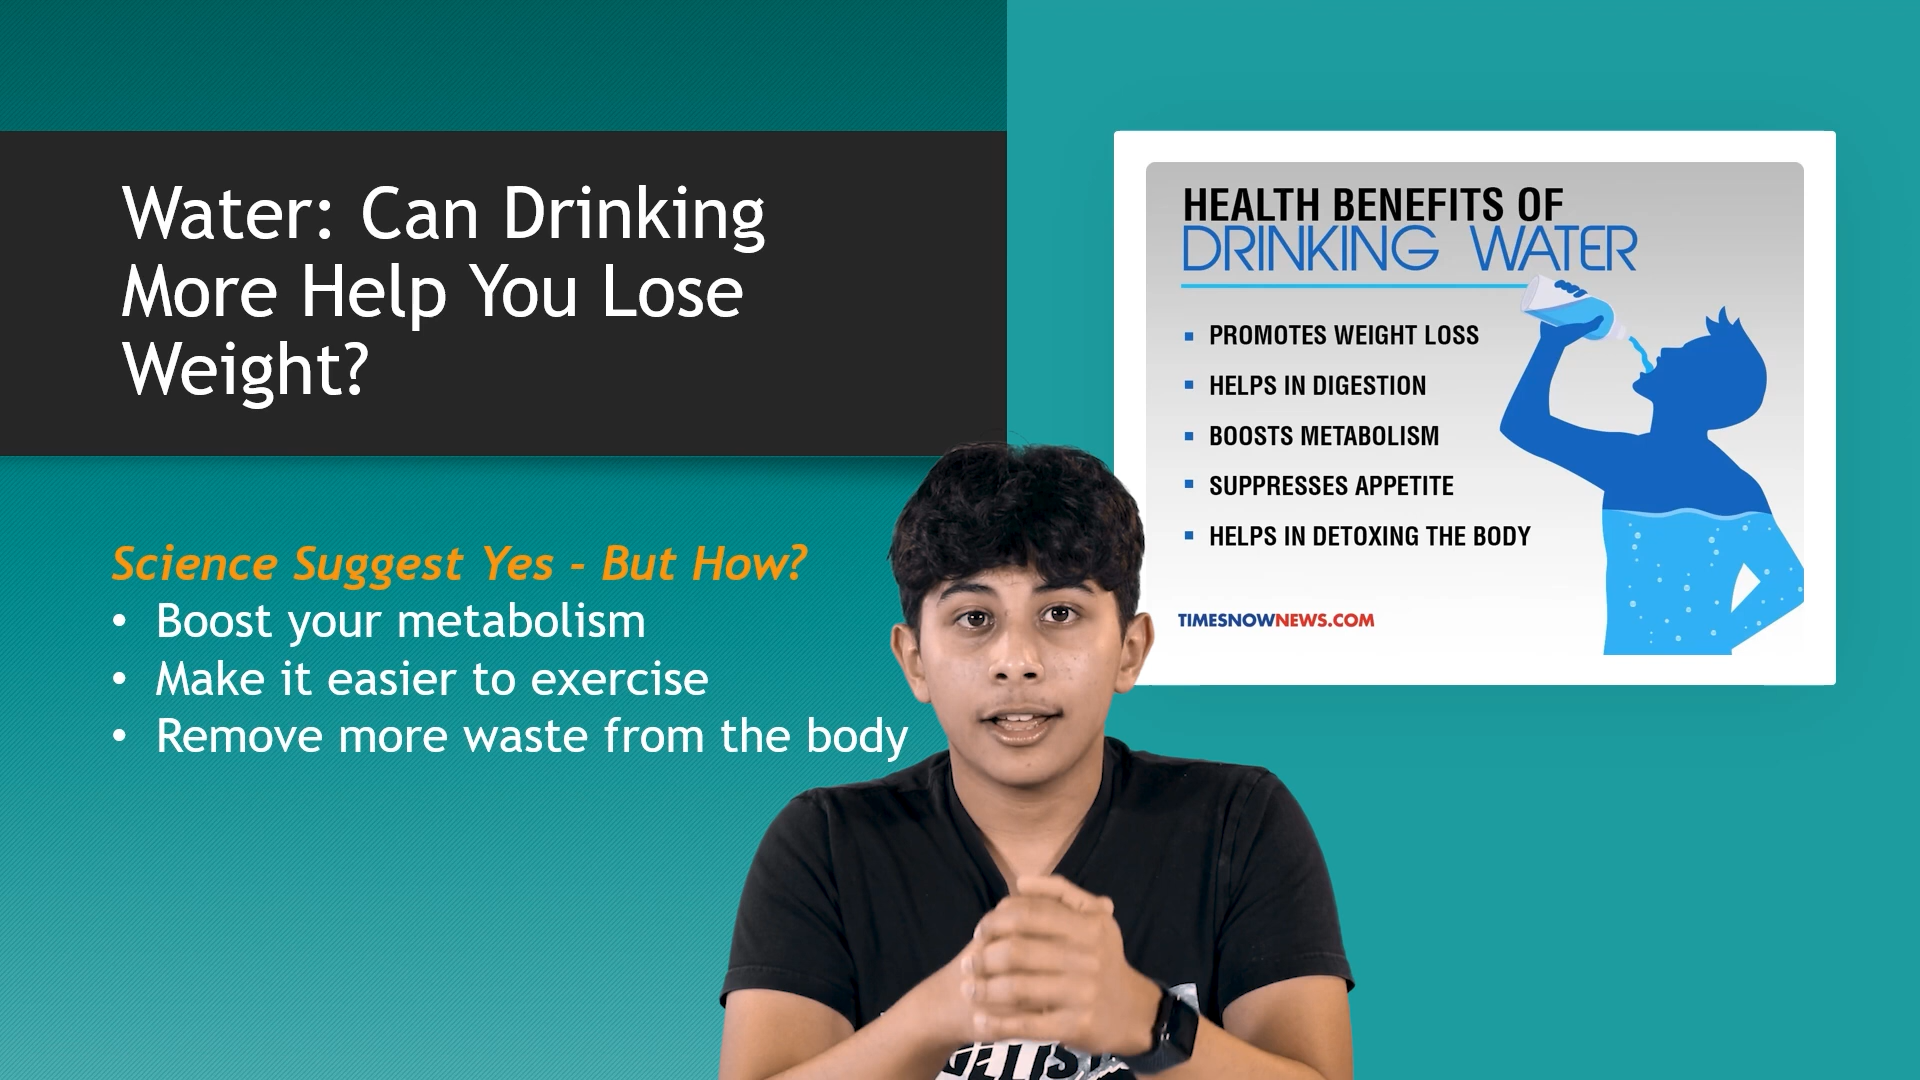 Water: Can Drinking
More Help You Lose
Weight?
Science Suggest Yes - But How?
• Boost your metabolism
• Make it easier to exercise
• Remove more waste from the body
HEALTH BENEFITS OF
DRINKING WATER
▪ PROMOTES WEIGHT LOSS
▪ HELPS IN DIGESTION
▪ BOOSTS METABOLISM
▪ SUPPRESSES APPETITE
▪ HELPS IN DETOXING THE BODY
TIMESNOWNEWS.COM